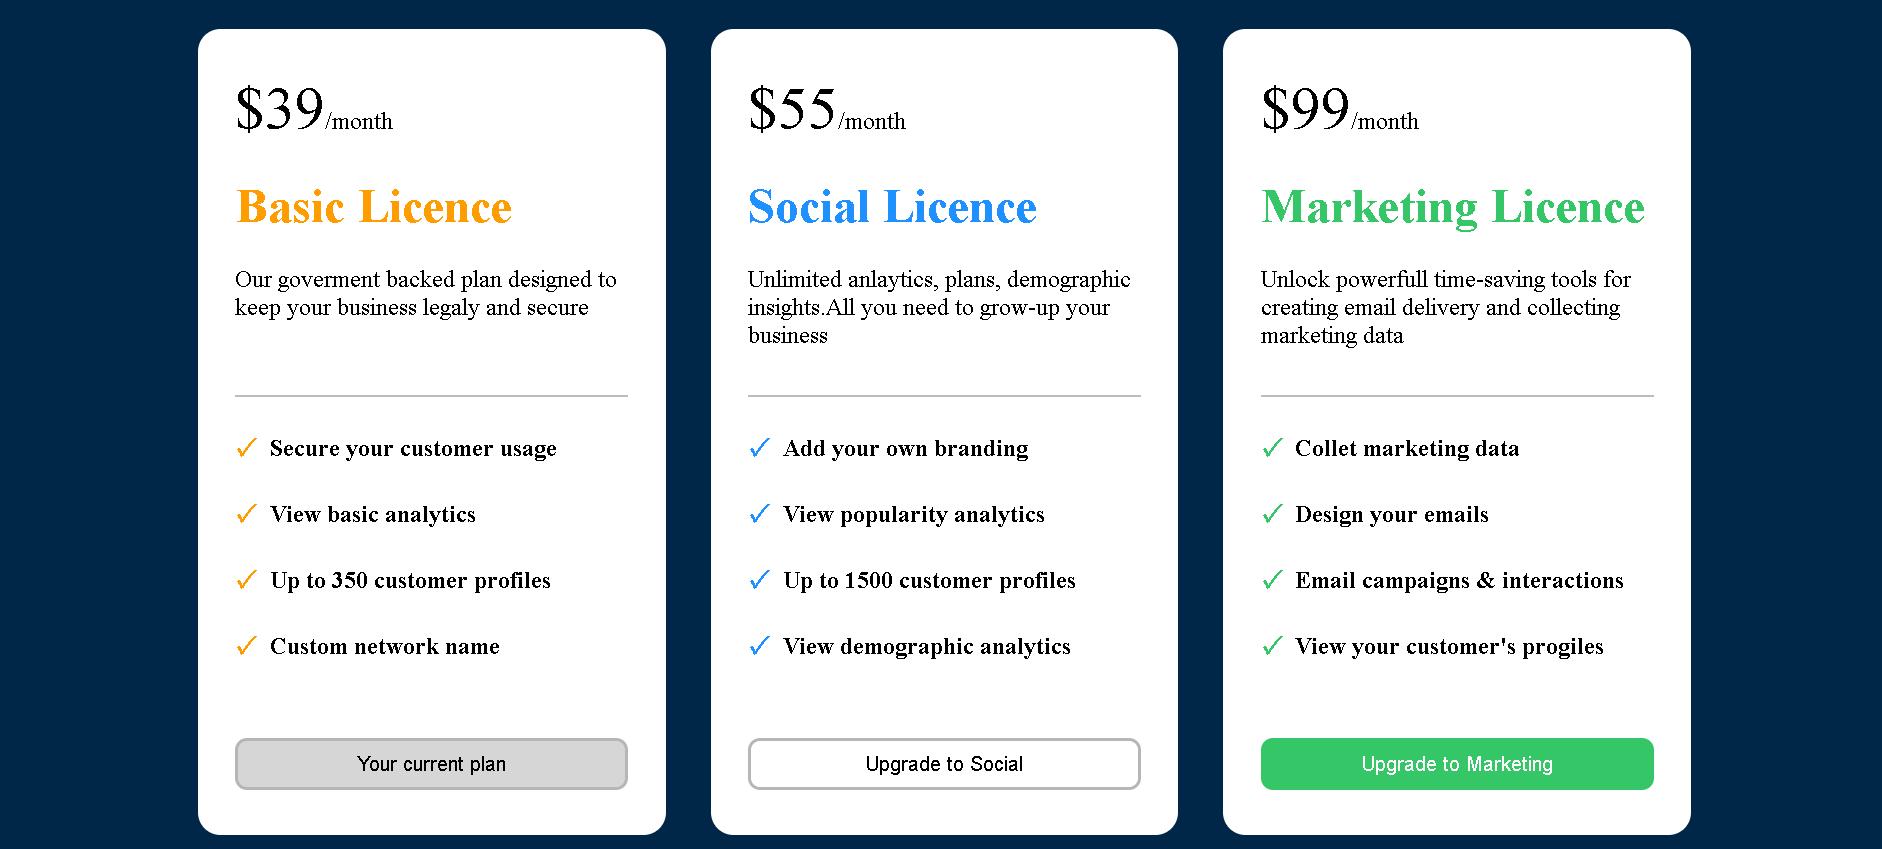 $39/month
Basic Licence
Our goverment backed plan designed to
keep your business legaly and secure
✓ Secure your customer usage
✓ View basic analytics
✓ Up to 350 customer profiles
✓ Custom network name
Your current plan
$55/month
Social Licence
Unlimited anlaytics, plans, demographic
insights.All you need to grow-up your
business
✓ Add your own branding
✓ View popularity analytics
✓ Up to 1500 customer profiles
✓ View demographic analytics
Upgrade to Social
$99/month
Marketing Licence
Unlock powerfull time-saving tools for
creating email delivery and collecting
marketing data
✓ Collet marketing data
✓ Design your emails
✓ Email campaigns & interactions
✓ View your customer's progiles
Upgrade to Marketing